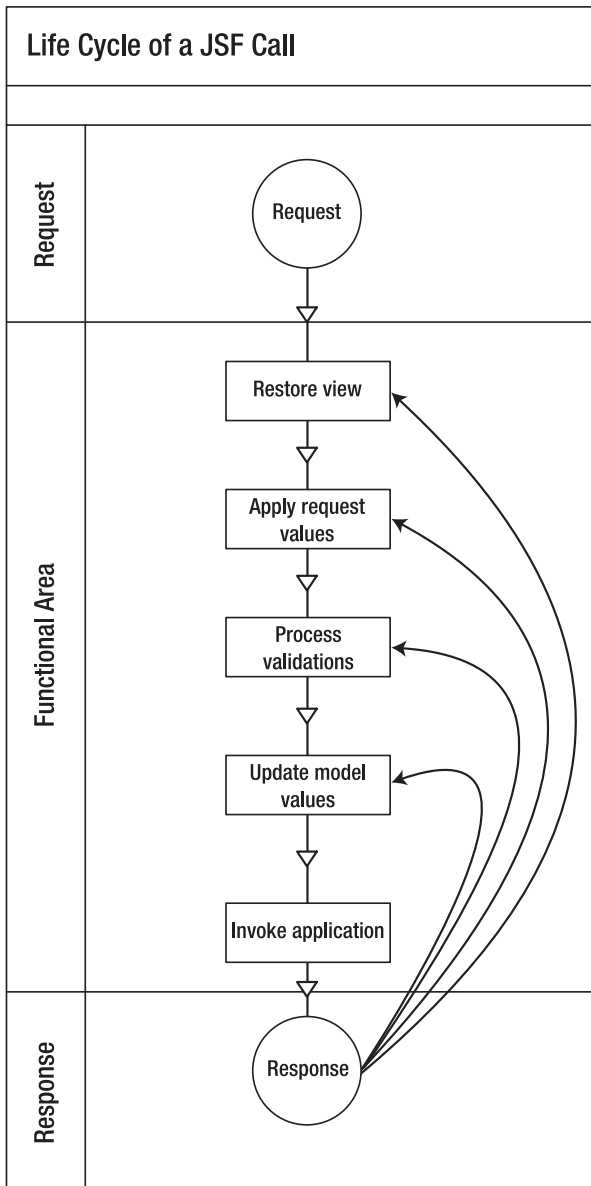 Life Cycle of a JSF Call
Request
Request
Functional Area
Restore view
Apply request
values
Process
validations
Update model
values
Invoke application
Response
Response